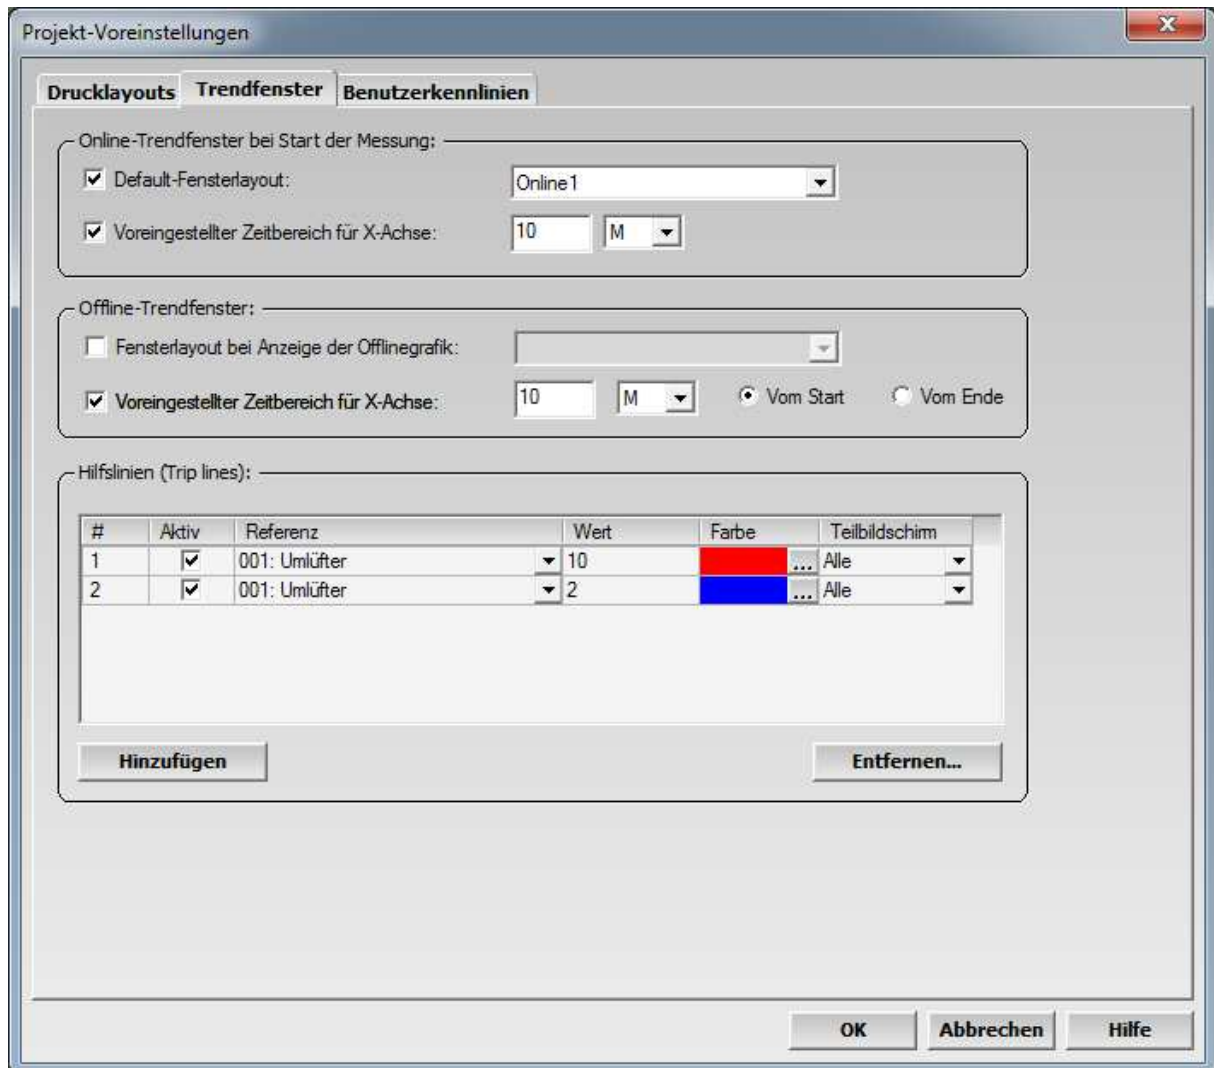 Projekt-Voreinstellungen
Drucklayouts Trendfenster Benutzerkennlinien
Online-Trendfenster bei Start der Messung:
Default-Fensterlayout: Online1
Voreingestellter Zeitbereich für X-Achse: 10 M
Offline-Trendfenster:
Fensterlayout bei Anzeige der Offlinegrafik:
Voreingestellter Zeitbereich für X-Achse: 10 M Vom Start Vom Ende
Hilfslinien (Trip lines):
# Aktiv Referenz Wert Farbe Teilbildschirm
1 001: Umlüfter 10 ... Alle
2 001: Umlüfter 2 ... Alle
Hinzufügen Entfernen...
OK Abbrechen Hilfe